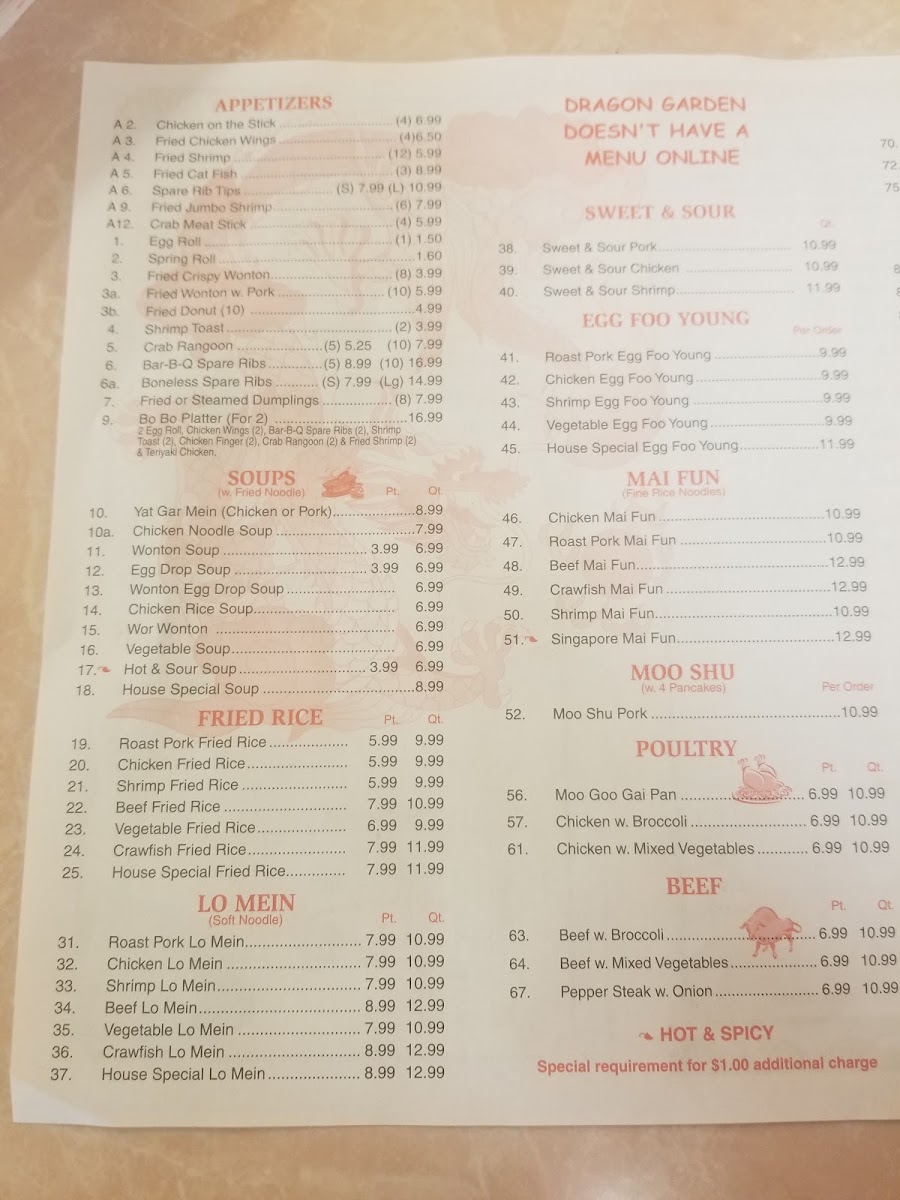 APPETIZERS
A 2. Chicken on the Stick (4) 6.99
A 3. Fried Chicken Wings (4)6.50
A 4. Fried Shrimp (12) 5.99
A 5. Fried Cat Fish (3) 8.99
A 6. Spare Rib Tips (S) 7.99 (L) 10.99
A 9. Fried Jumbo Shrimp (6) 7.99
A12. Crab Meat Stick (4) 5.99
1. Egg Roll (1) 1.50
2. Spring Roll 1.60
3. Fried Crispy Wonton (8) 3.99
3a. Fried Wonton w. Pork (10) 5.99
3b. Fried Donut (10) 4.99
4. Shrimp Toast (2) 3.99
5. Crab Rangoon (5) 5.25 (10) 7.99
6. Bar-B-Q Spare Ribs (5) 8.99 (10) 16.99
6a. Boneless Spare Ribs (S) 7.99 (Lg) 14.99
7. Fried or Steamed Dumplings (8) 7.99
9. Bo Bo Platter (For 2) 16.99
2 Egg Roll, Chicken Wings (2), Bar-B-Q Spare Ribs (2), Shrimp
Toast (2), Chicken Finger (2), Crab Rangoon (2) & Fried Shrimp (2)
& Teriyaki Chicken.
SOUPS
(w. Fried Noodle) Pt. Qt.
10. Yat Gar Mein (Chicken or Pork) 8.99
10a. Chicken Noodle Soup 7.99
11. Wonton Soup 3.99 6.99
12. Egg Drop Soup 3.99 6.99
13. Wonton Egg Drop Soup 6.99
14. Chicken Rice Soup 6.99
15. Wor Wonton 6.99
16. Vegetable Soup 6.99
17. Hot & Sour Soup 3.99 6.99
18. House Special Soup 8.99
FRIED RICE Pt. Qt.
19. Roast Pork Fried Rice 5.99 9.99
20. Chicken Fried Rice 5.99 9.99
21. Shrimp Fried Rice 5.99 9.99
22. Beef Fried Rice 7.99 10.99
23. Vegetable Fried Rice 6.99 9.99
24. Crawfish Fried Rice 7.99 11.99
25. House Special Fried Rice 7.99 11.99
LO MEIN
(Soft Noodle) Pt. Qt.
31. Roast Pork Lo Mein 7.99 10.99
32. Chicken Lo Mein 7.99 10.99
33. Shrimp Lo Mein 7.99 10.99
34. Beef Lo Mein 8.99 12.99
35. Vegetable Lo Mein 7.99 10.99
36. Crawfish Lo Mein 8.99 12.99
37. House Special Lo Mein 8.99 12.99
DRAGON GARDEN
DOESN'T HAVE A
MENU ONLINE
SWEET & SOUR
Qt.
38. Sweet & Sour Pork 10.99
39. Sweet & Sour Chicken 10.99
40. Sweet & Sour Shrimp 11.99
EGG FOO YOUNG
Per Order
41. Roast Pork Egg Foo Young 9.99
42. Chicken Egg Foo Young 9.99
43. Shrimp Egg Foo Young 9.99
44. Vegetable Egg Foo Young 9.99
45. House Special Egg Foo Young 11.99
MAI FUN
(Fine Rice Noodles)
46. Chicken Mai Fun 10.99
47. Roast Pork Mai Fun 10.99
48. Beef Mai Fun 12.99
49. Crawfish Mai Fun 12.99
50. Shrimp Mai Fun 10.99
51. Singapore Mai Fun 12.99
MOO SHU
(w. 4 Pancakes) Per Order
52. Moo Shu Pork 10.99
POULTRY
Pt. Qt.
56. Moo Goo Gai Pan 6.99 10.99
57. Chicken w. Broccoli 6.99 10.99
61. Chicken w. Mixed Vegetables 6.99 10.99
BEEF
Pt. Qt.
63. Beef w. Broccoli 6.99 10.99
64. Beef w. Mixed Vegetables 6.99 10.99
67. Pepper Steak w. Onion 6.99 10.99
HOT & SPICY
Special requirement for $1.00 additional charge
70.
72.
75